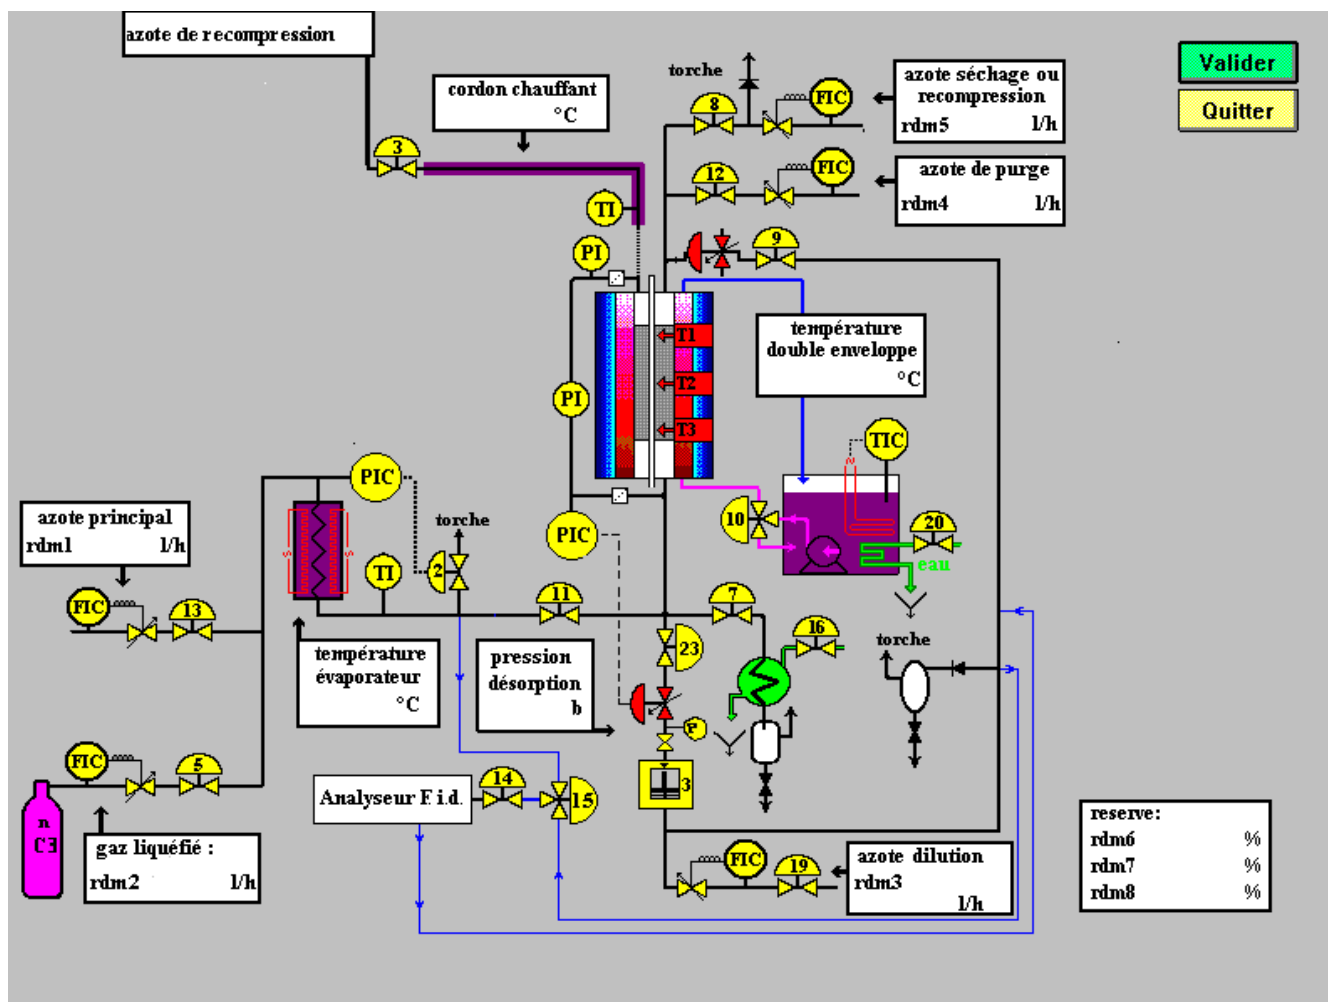 azote de recompression
cordon chauffant
°C
torche
azote séchage ou
recompression
rdm5 l/h
Valider
Quitter
FIC
8
3
12
FIC
azote de purge
rdm4 l/h
TI
PI
9
T1
T2
T3
PI
température
double enveloppe
°C
TIC
PIC
azote principal
rdm1 l/h
torche
PIC
10
20
eau
TI
2
FIC
13
11
7
16
torche
température
évaporateur
°C
pression
désorption
b
23
P
FIC
5
n
C3
gaz liquéfié :
rdm2 l/h
Analyseur F.i.d.
14
15
3
FIC
19
azote dilution
rdm3
l/h
reserve:
rdm6 %
rdm7 %
rdm8 %